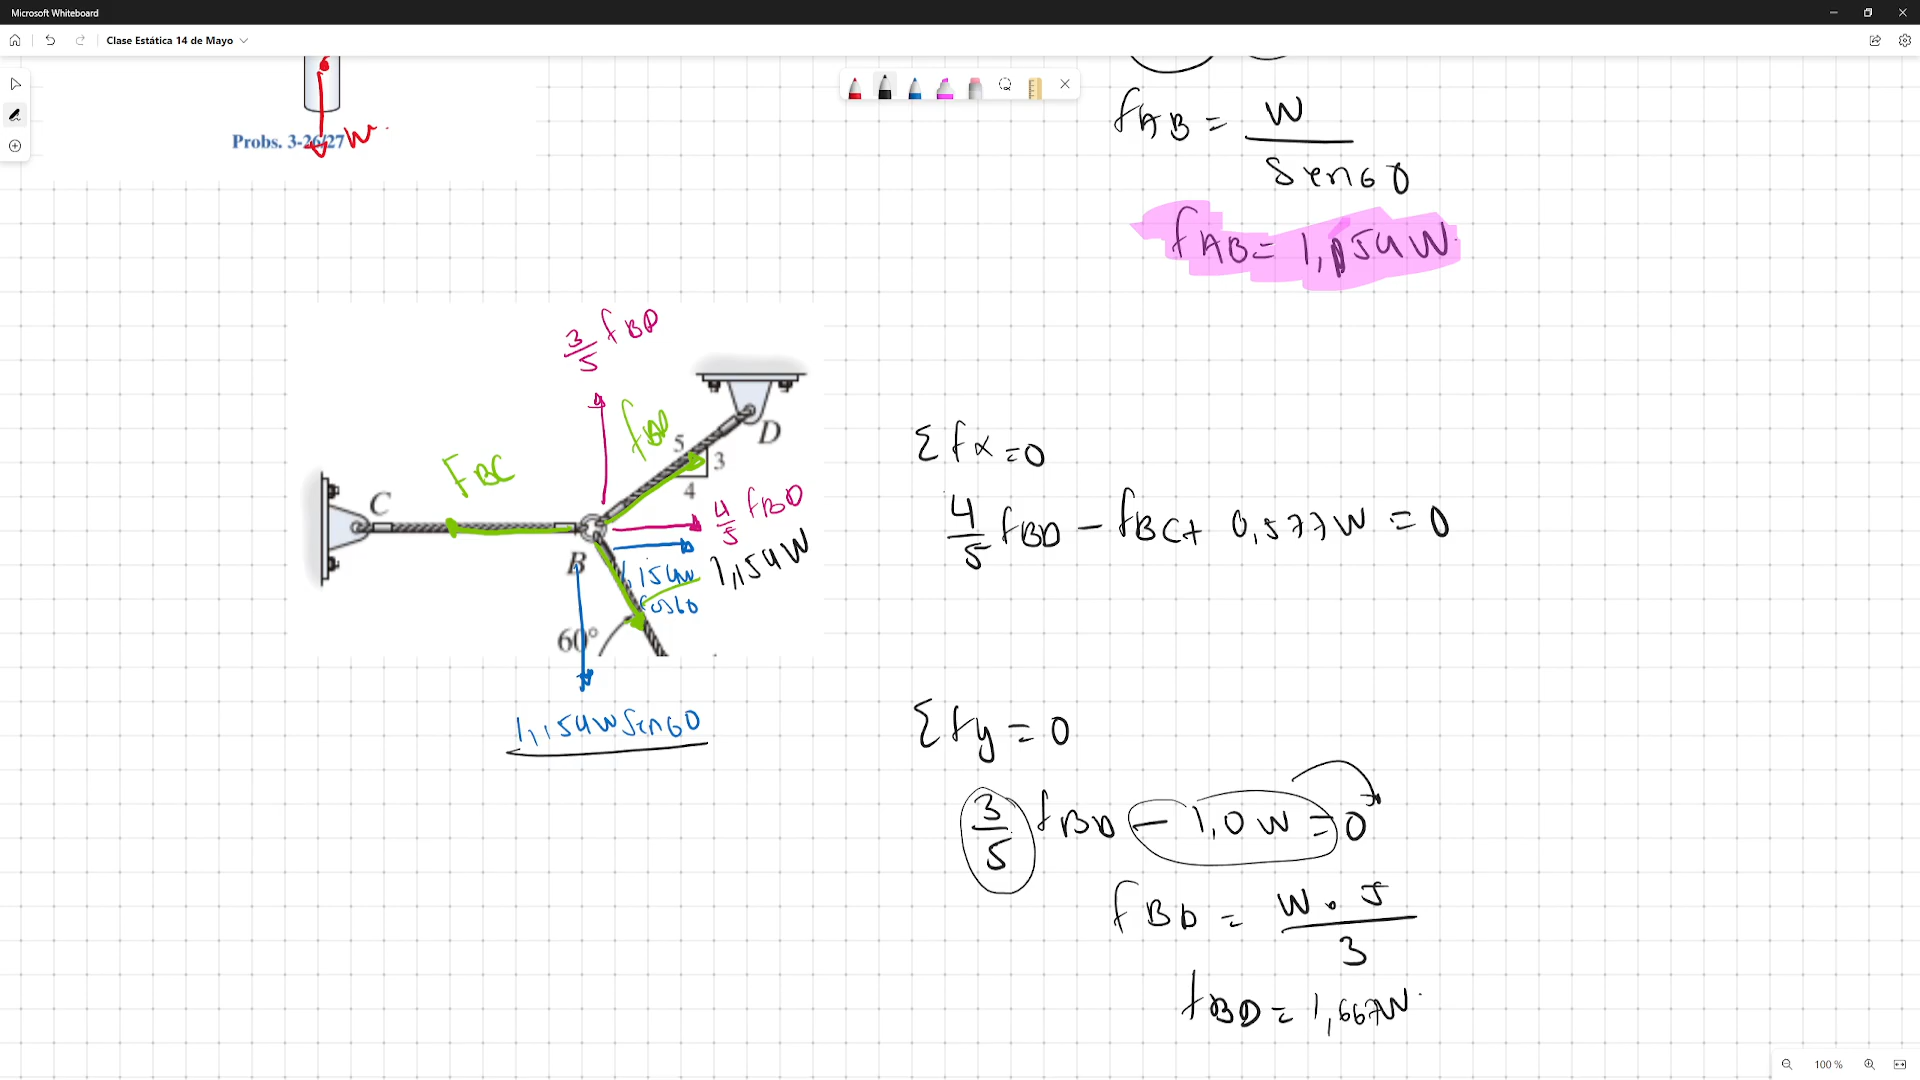 Microsoft Whiteboard
Clase Estática 14 de Mayo
W
Probs. 3-26/27
fAB = W
Sen60
fAB = 1,154W
3
5
fBD
fBD
D
5
3
4
FBC
C
4
5
fBD
B
1,154W
Cos60
1,154W
60°
1,154W Sen60
Σfx=0
4
5
fBD - fBC + 0,577W = 0
Σfy = 0
3
5
fBD - 1,0W = 0
fBD = W · 5
3
fBD = 1,667W
100 %